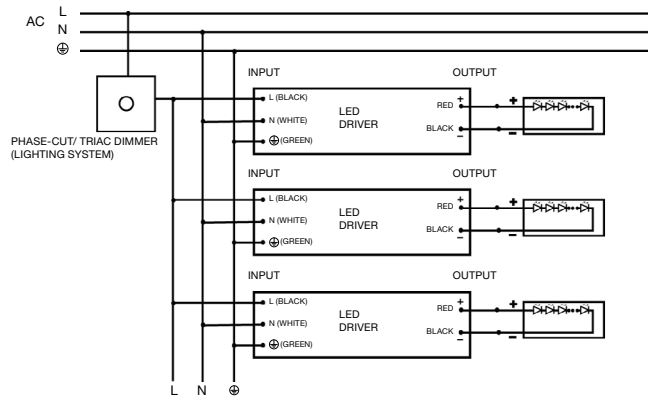 L
AC
N
⏚
INPUT
OUTPUT
L (BLACK)
LED
DRIVER
RED
+
+
N (WHITE)
BLACK
−
−
⏚ (GREEN)
PHASE-CUT/ TRIAC DIMMER
(LIGHTING SYSTEM)
INPUT
OUTPUT
L (BLACK)
LED
DRIVER
RED
+
+
N (WHITE)
BLACK
−
−
⏚ (GREEN)
INPUT
OUTPUT
L (BLACK)
LED
DRIVER
RED
+
+
N (WHITE)
BLACK
−
−
⏚ (GREEN)
L N ⏚